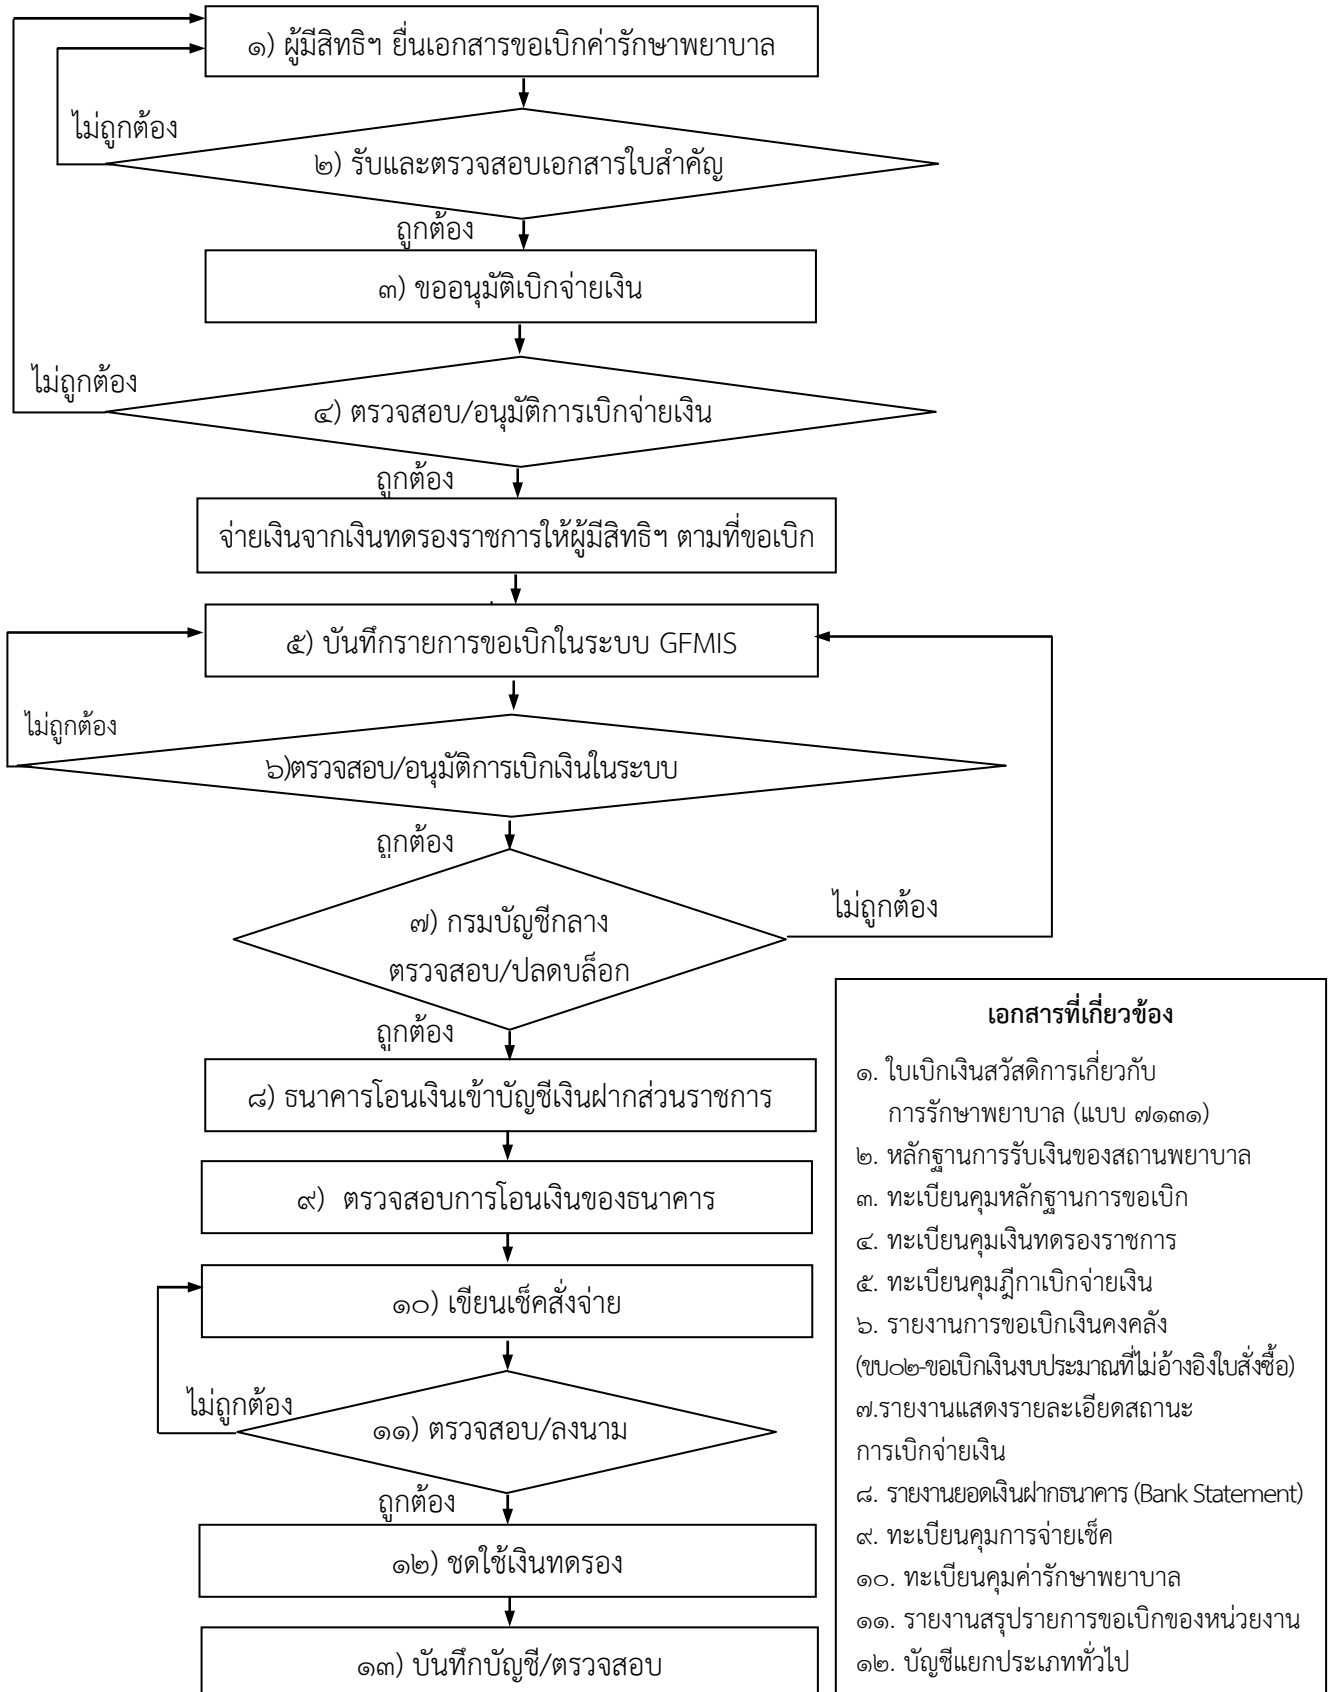 ๑) ผู้มีสิทธิฯ ยื่นเอกสารขอเบิกค่ารักษาพยาบาล
ไม่ถูกต้อง
๒) รับและตรวจสอบเอกสารใบสำคัญ
ถูกต้อง
๓) ขออนุมัติเบิกจ่ายเงิน
ไม่ถูกต้อง
๔) ตรวจสอบ/อนุมัติการเบิกจ่ายเงิน
ถูกต้อง
จ่ายเงินจากเงินทดรองราชการให้ผู้มีสิทธิฯ ตามที่ขอเบิก
๕) บันทึกรายการขอเบิกในระบบ GFMIS
ไม่ถูกต้อง
๖)ตรวจสอบ/อนุมัติการเบิกเงินในระบบ
ถูกต้อง
๗) กรมบัญชีกลาง
ตรวจสอบ/ปลดบล็อก
ไม่ถูกต้อง
ถูกต้อง
๘) ธนาคารโอนเงินเข้าบัญชีเงินฝากส่วนราชการ
๙) ตรวจสอบการโอนเงินของธนาคาร
๑๐) เขียนเช็คสั่งจ่าย
ไม่ถูกต้อง
๑๑) ตรวจสอบ/ลงนาม
ถูกต้อง
๑๒) ชดใช้เงินทดรอง
๑๓) บันทึกบัญชี/ตรวจสอบ
เอกสารที่เกี่ยวข้อง
๑. ใบเบิกเงินสวัสดิการเกี่ยวกับ
การรักษาพยาบาล (แบบ ๗๑๓๑)
๒. หลักฐานการรับเงินของสถานพยาบาล
๓. ทะเบียนคุมหลักฐานการขอเบิก
๔. ทะเบียนคุมเงินทดรองราชการ
๕. ทะเบียนคุมฎีกาเบิกจ่ายเงิน
๖. รายงานการขอเบิกเงินคงคลัง
(ขบ๐๒-ขอเบิกเงินงบประมาณที่ไม่อ้างอิงใบสั่งซื้อ)
๗.รายงานแสดงรายละเอียดสถานะ
การเบิกจ่ายเงิน
๘. รายงานยอดเงินฝากธนาคาร (Bank Statement)
๙. ทะเบียนคุมการจ่ายเช็ค
๑๐. ทะเบียนคุมค่ารักษาพยาบาล
๑๑. รายงานสรุปรายการขอเบิกของหน่วยงาน
๑๒. บัญชีแยกประเภททั่วไป